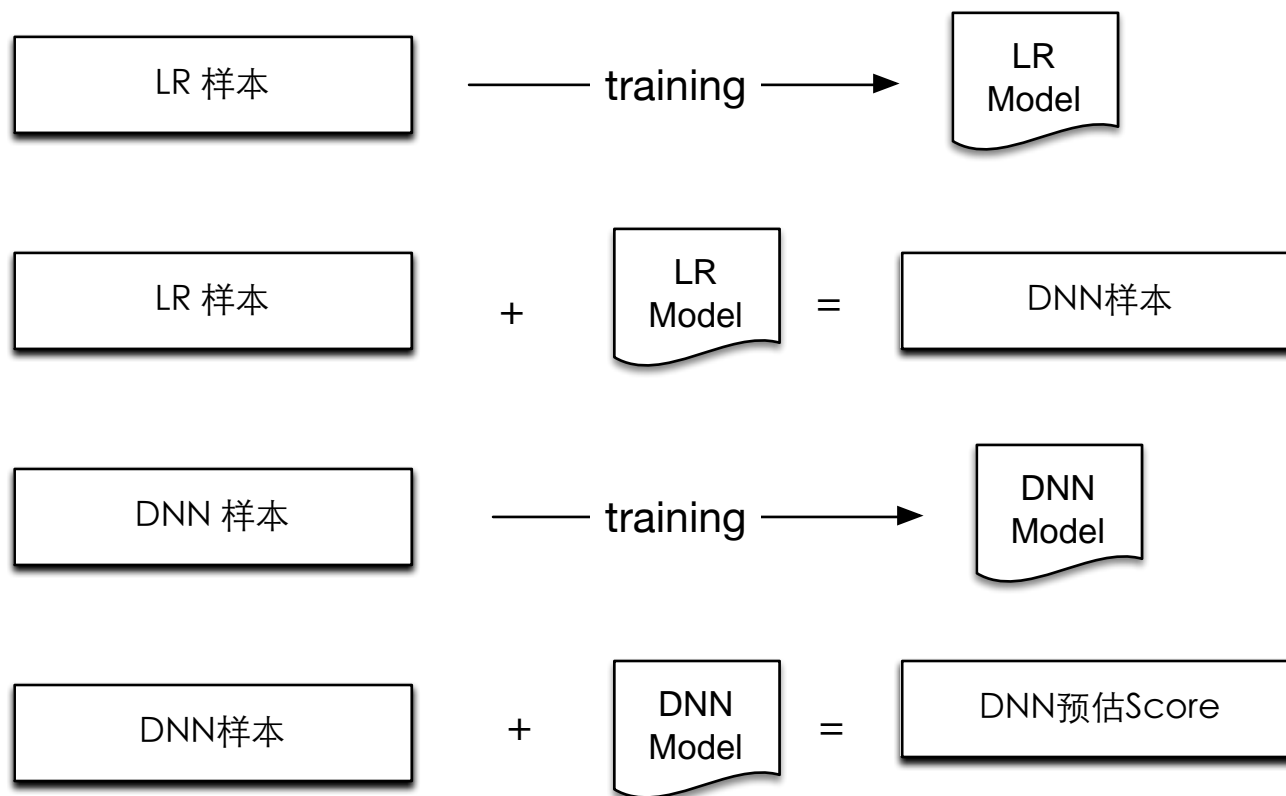 LR 样本
training
LR
Model
LR 样本
+
LR
Model
=
DNN样本
DNN 样本
training
DNN
Model
DNN样本
+
DNN
Model
=
DNN预估Score